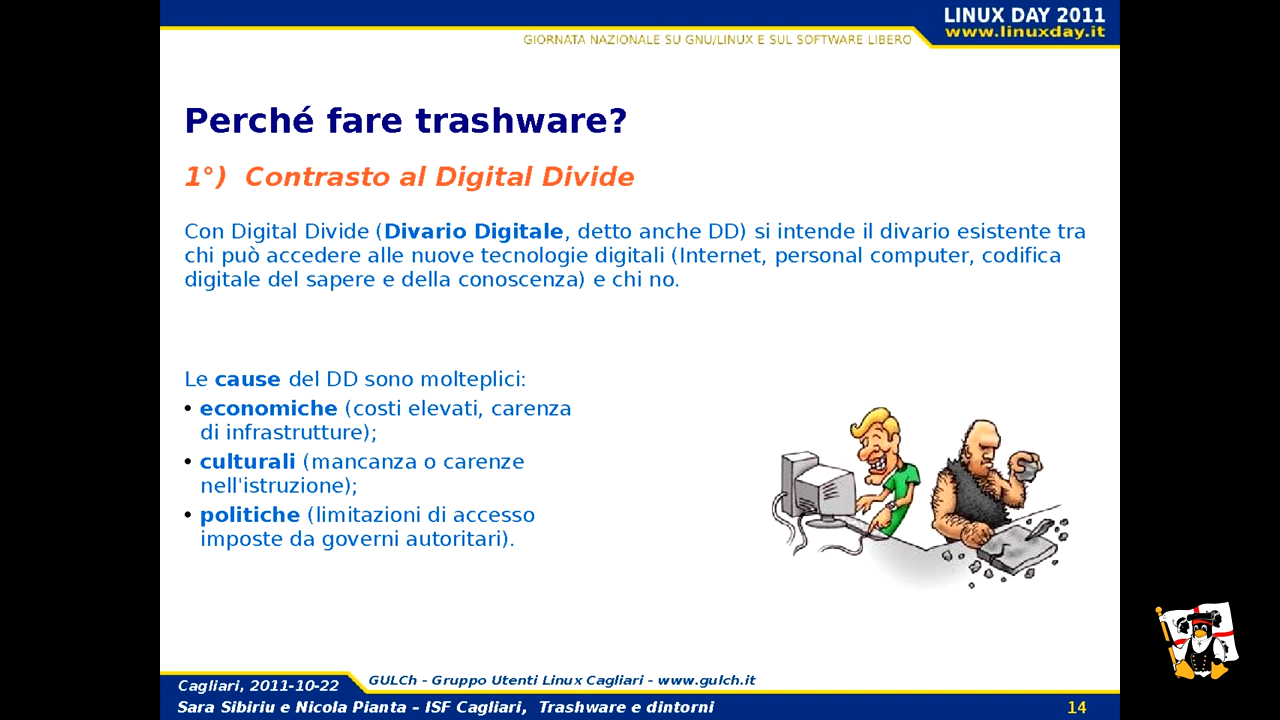 LINUX DAY 2011
www.linuxday.it
GIORNATA NAZIONALE SU GNU/LINUX E SUL SOFTWARE LIBERO
Perché fare trashware?
1°) Contrasto al Digital Divide
Con Digital Divide (Divario Digitale, detto anche DD) si intende il divario esistente tra
chi può accedere alle nuove tecnologie digitali (Internet, personal computer, codifica
digitale del sapere e della conoscenza) e chi no.
Le cause del DD sono molteplici:
• economiche (costi elevati, carenza
di infrastrutture);
• culturali (mancanza o carenze
nell'istruzione);
• politiche (limitazioni di accesso
imposte da governi autoritari).
Cagliari, 2011-10-22
GULCh - Gruppo Utenti Linux Cagliari - www.gulch.it
Sara Sibiriu e Nicola Pianta – ISF Cagliari, Trashware e dintorni
14